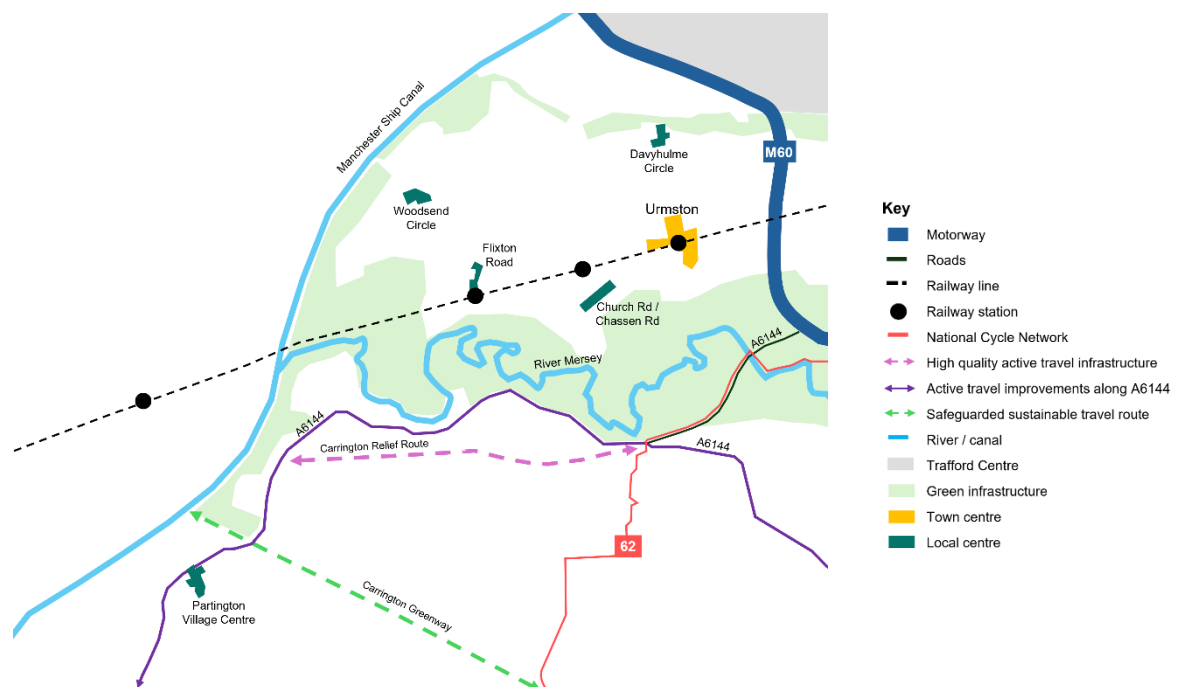 Manchester Ship Canal
Davyhulme
Circle
M60
Woodsend
Circle
Urmston
Flixton
Road
Church Rd /
Chassen Rd
River Mersey
A6144
A6144
Carrington Relief Route
A6144
62
Carrington Greenway
Partington
Village Centre
Key
Motorway
Roads
Railway line
Railway station
National Cycle Network
High quality active travel infrastructure
Active travel improvements along A6144
Safeguarded sustainable travel route
River / canal
Trafford Centre
Green infrastructure
Town centre
Local centre